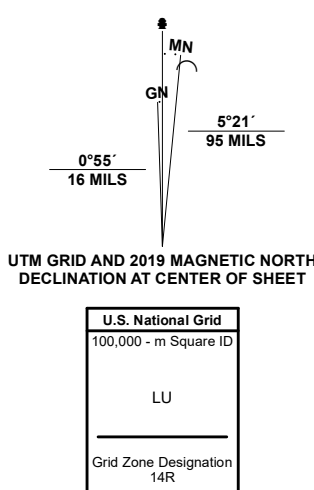 MN
GN
5°21´
95 MILS
0°55´
16 MILS
UTM GRID AND 2019 MAGNETIC NORTH
DECLINATION AT CENTER OF SHEET
U.S. National Grid
100,000 - m Square ID
LU
Grid Zone Designation
14R